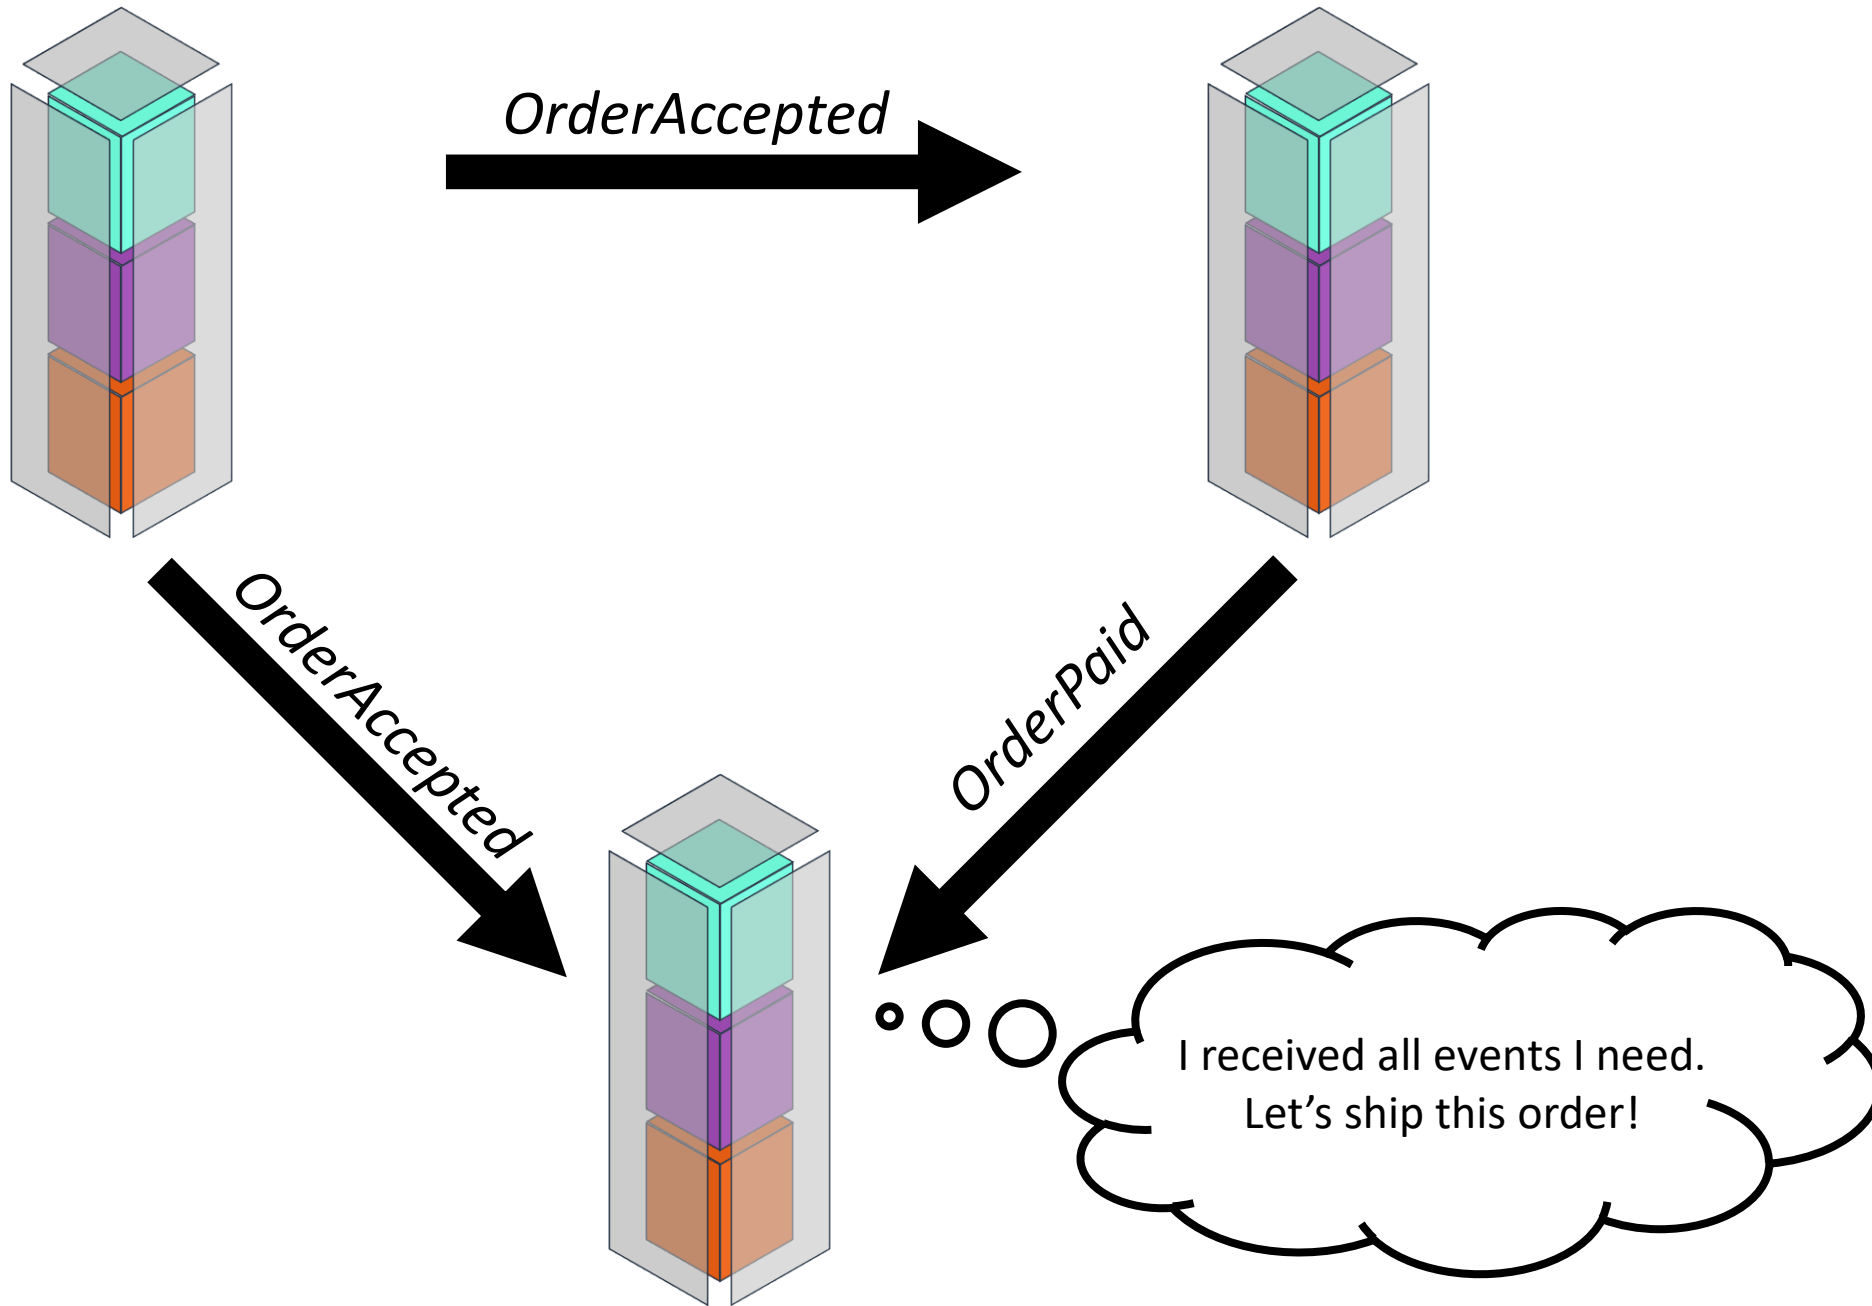 OrderAccepted
OrderAccepted
OrderPaid
I received all events I need.
Let’s ship this order!